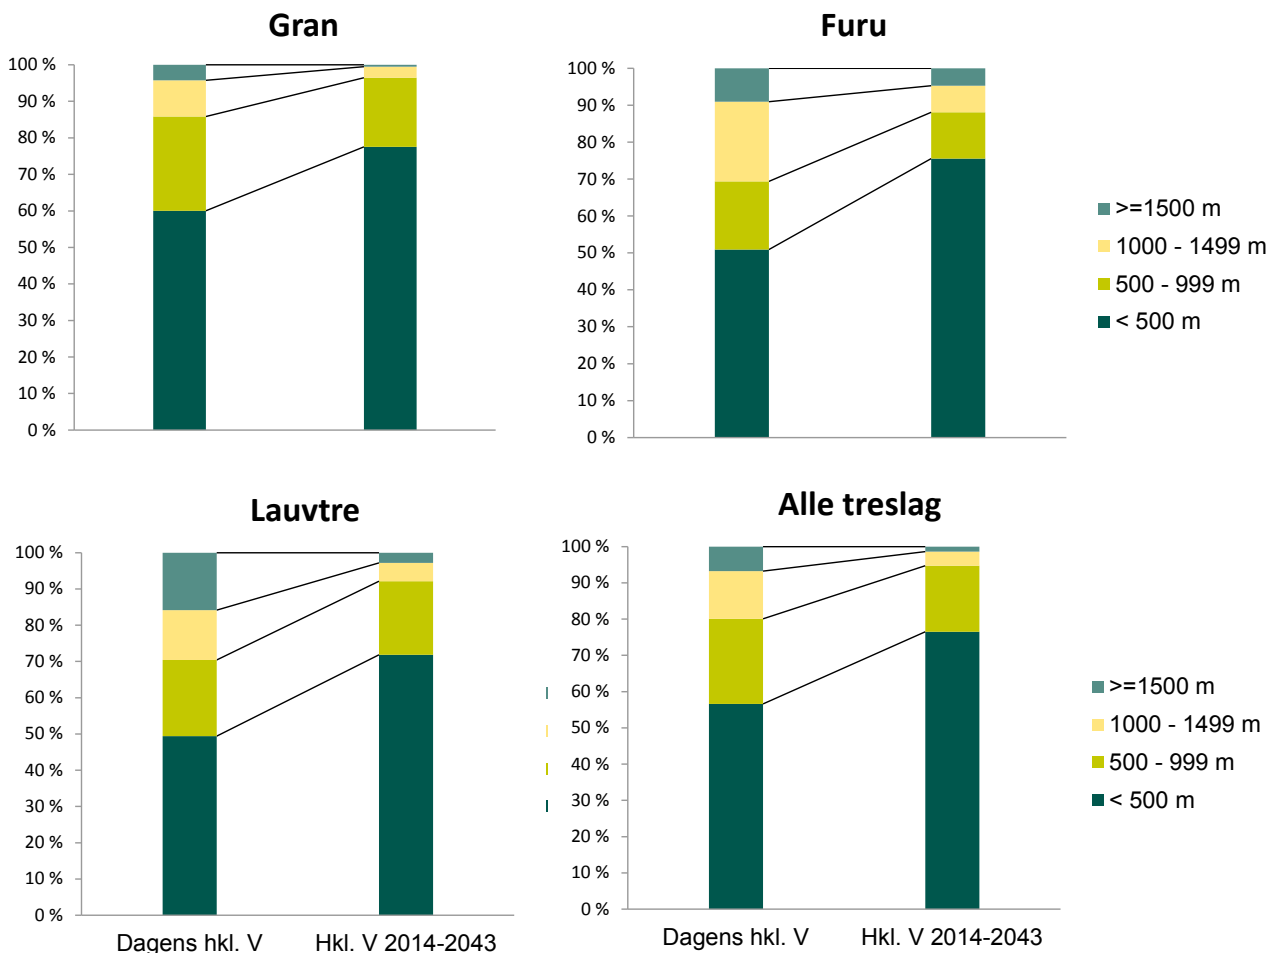 Gran
100 %
90 %
80 %
70 %
60 %
50 %
40 %
30 %
20 %
10 %
0 %
Furu
100 %
90 %
80 %
70 %
60 %
50 %
40 %
30 %
20 %
10 %
0 %
>=1500 m
1000 - 1499 m
500 - 999 m
< 500 m
Lauvtre
100 %
90 %
80 %
70 %
60 %
50 %
40 %
30 %
20 %
10 %
0 %
Dagens hkl. V
Hkl. V 2014-2043
Alle treslag
100 %
90 %
80 %
70 %
60 %
50 %
40 %
30 %
20 %
10 %
0 %
Dagens hkl. V
Hkl. V 2014-2043
>=1500 m
1000 - 1499 m
500 - 999 m
< 500 m